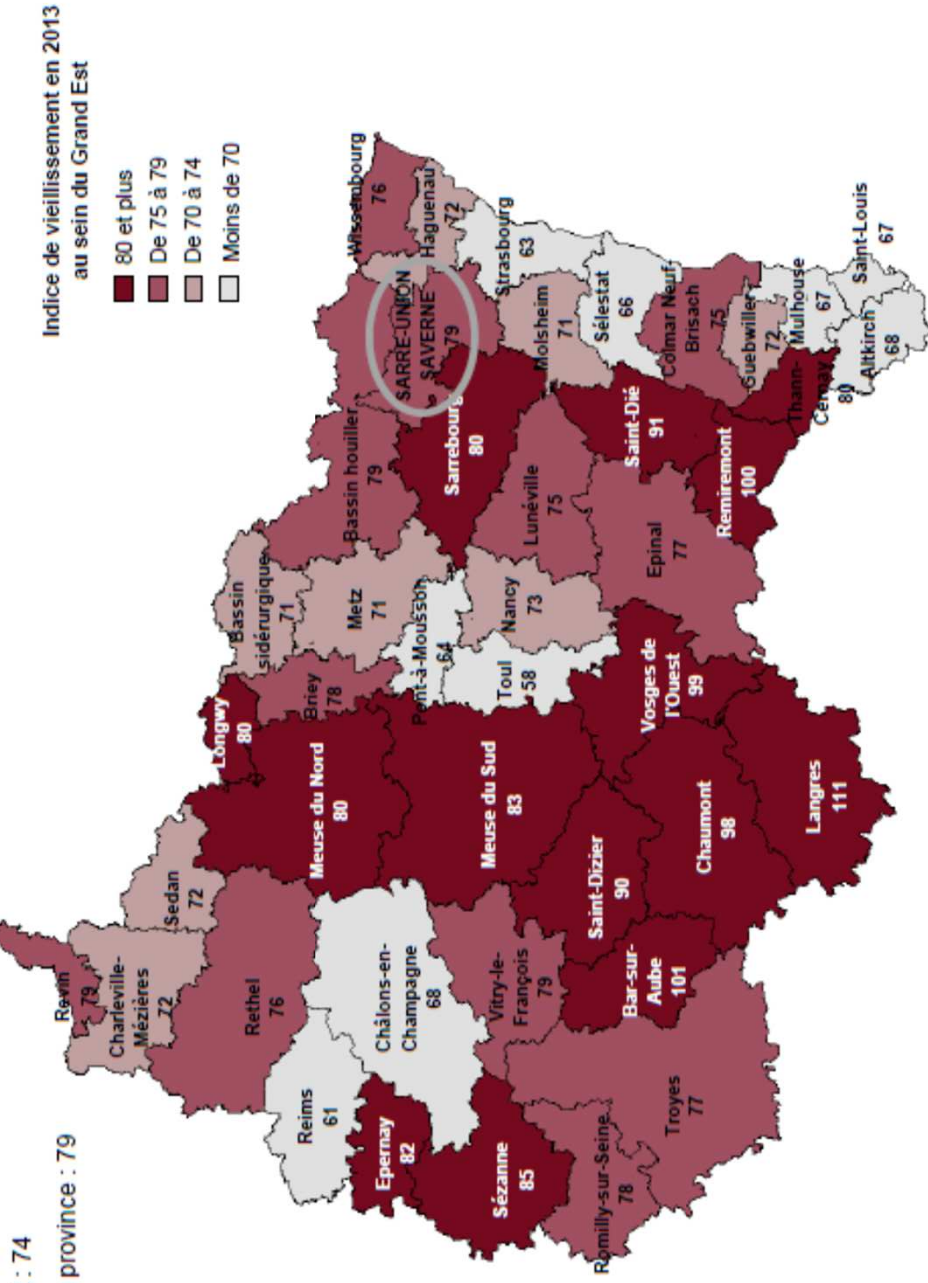 : 74
province : 79
Indice de vieillissement en 2013
au sein du Grand Est
80 et plus
De 75 à 79
De 70 à 74
Moins de 70
Revin
79
Charleville-
Mézières
72
Sedan
72
Rethel
76
Reims
61
Epernay
82
Châlons-en-
Champagne
68
Sézanne
85
Vitry-le-
François
79
Romilly-sur-Seine
78
Troyes
77
Bar-sur-
Aube
101
Saint-Dizier
90
Chaumont
98
Langres
111
Longwy
80
Meuse du Nord
80
Meuse du Sud
83
Briey
78
Bassin
sidérurgique
71
Metz
71
Pont-à-Mousson
64
Toul
58
Nancy
73
Vosges de
l'Ouest
99
Bassin houiller
79
Sarrebourg
80
Lunéville
75
Epinal
77
Saint-Dié
91
Remiremont
100
Wissembourg
76
Haguenau
72
SARRE-UNION
SAVERNE
79
Strasbourg
63
Molsheim
71
Sélestat
66
Colmar Neuf-
Brisach
75
Guebwiller
72
Mulhouse
67
Thann-
Cernay
80
Altkirch
68
Saint-Louis
67